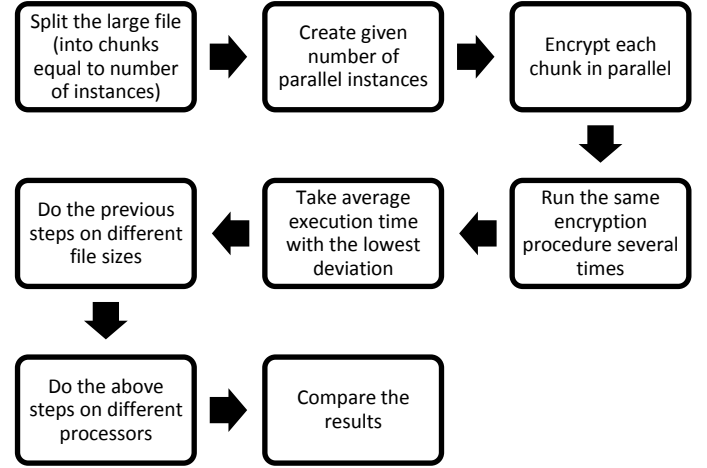 Split the large file
(into chunks
equal to number
of instances)
Create given
number of
parallel instances
Encrypt each
chunk in parallel
Run the same
encryption
procedure several
times
Take average
execution time
with the lowest
deviation
Do the previous
steps on different
file sizes
Do the above
steps on different
processors
Compare the
results